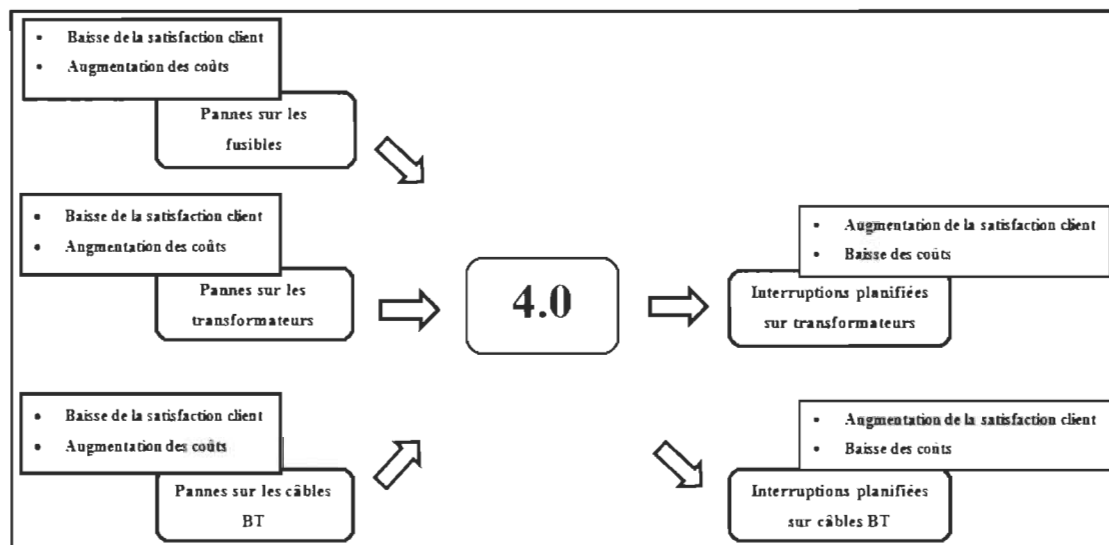 • Baisse de la satisfaction client
• Augmentation des coûts
Pannes sur les
fusibles
• Baisse de la satisfaction client
• Angmentation des coûts
Pannes sur les
transformateurs
4.0
• Augmentation de la satisfaction client
• Baisse des coûts
Interruptions planifiées
sur transformateurs
• Baisse de la satisfaction client
• Augmentation des coûts
Pannes sur les câbles
BT
• Augmentation de la satisfaction client
• Baisse des coûts
Interruptions planifiées
sur câbles BT